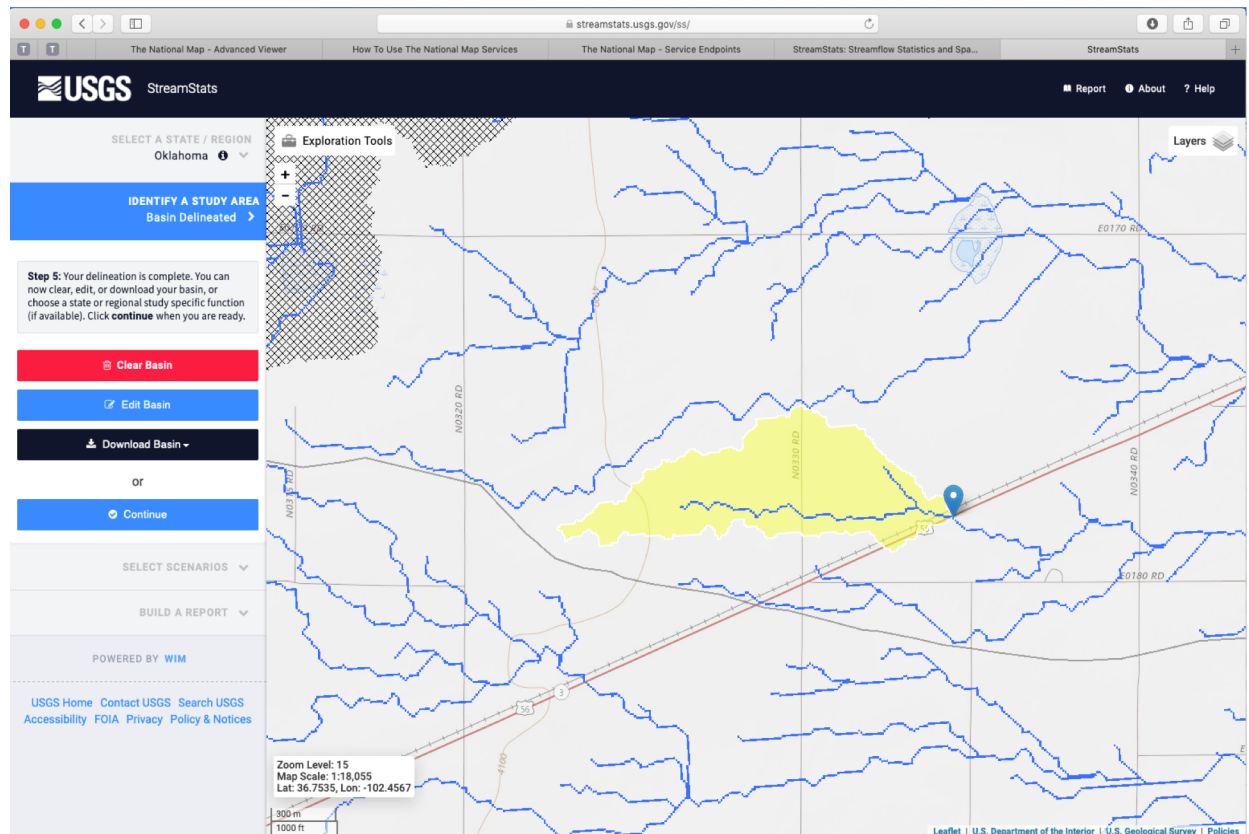 streamstats.usgs.gov/ss/
T
T
The National Map - Advanced Viewer
How To Use The National Map Services
The National Map - Service Endpoints
StreamStats: Streamflow Statistics and Spa...
StreamStats
USGS
StreamStats
Report
About
? Help
SELECT A STATE / REGION
Oklahoma
IDENTIFY A STUDY AREA
Basin Delineated
Step 5: Your delineation is complete. You can
now clear, edit, or download your basin, or
choose a state or regional study specific function
(if available). Click continue when you are ready.
Clear Basin
Edit Basin
Download Basin
or
Continue
SELECT SCENARIOS
BUILD A REPORT
POWERED BY WIM
USGS Home Contact USGS Search USGS
Accessibility FOIA Privacy Policy & Notices
Exploration Tools
+
−
Layers
E0170 RD
4100
N0320 RD
N0330 RD
N0340 RD
N0315 RD
E0180 RD
3
56
4100
Zoom Level: 15
Map Scale: 1:18,055
Lat: 36.7535, Lon: -102.4567
300 m
1000 ft
Leaflet | U.S. Department of the Interior | U.S. Geological Survey | Policies